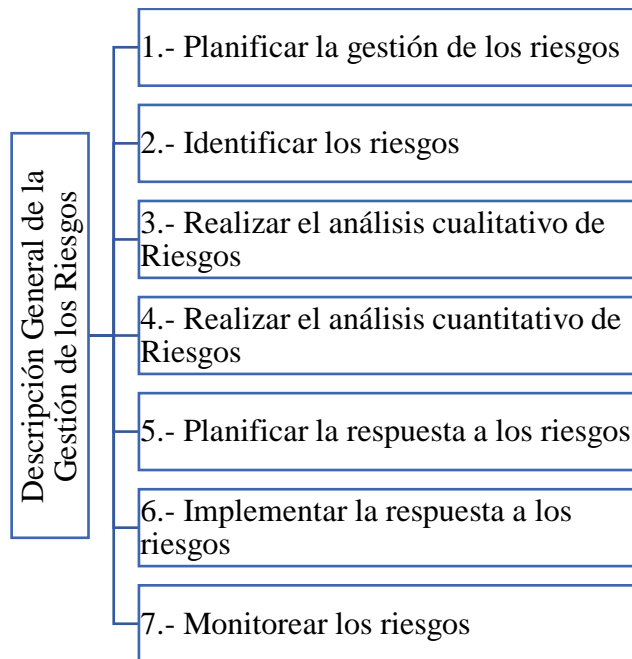 Descripción General de la
Gestión de los Riesgos
1.- Planificar la gestión de los riesgos
2.- Identificar los riesgos
3.- Realizar el análisis cualitativo de
Riesgos
4.- Realizar el análisis cuantitativo de
Riesgos
5.- Planificar la respuesta a los riesgos
6.- Implementar la respuesta a los
riesgos
7.- Monitorear los riesgos